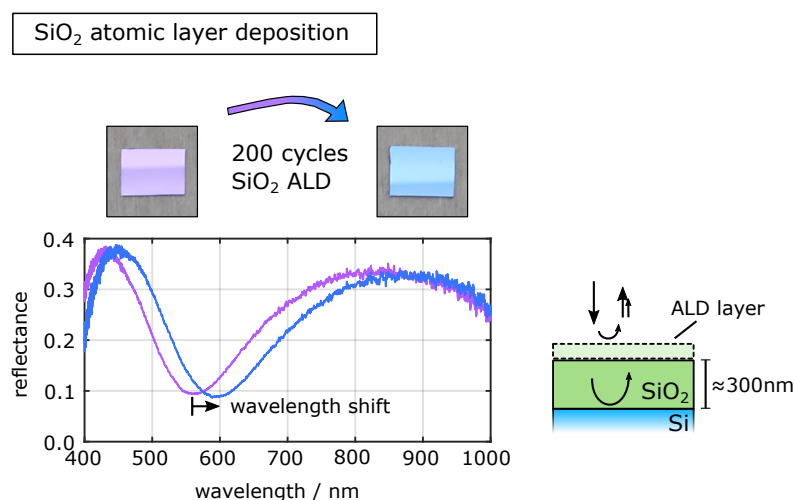 SiO₂ atomic layer deposition
200 cycles
SiO₂ ALD
0.4
0.3
0.2
0.1
0.0
reflectance
wavelength shift
400 500 600 700 800 900 1000
wavelength / nm
ALD layer
SiO₂
≈300nm
Si